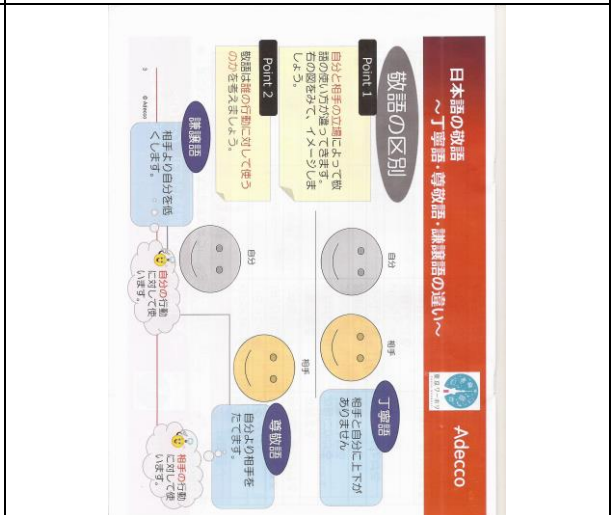 日本語の敬語
～丁寧語・尊敬語・謙譲語の違い～
Adecco
敬語の区別
Point 1
自分と相手の立場によって敬
語の使い方が違ってきます。
右の図をみて、イメージしま
しょう。
Point 2
敬語は誰の行動に対して使う
のかを考えましょう。
自分
相手
丁寧語
相手と自分に上下が
ありません
自分
相手
尊敬語
自分より相手を
たてます。
相手の行動
に対して使
います。
謙譲語
相手より自分を低
くします。
自分の行動
に対して使
います。
3
© Adecco